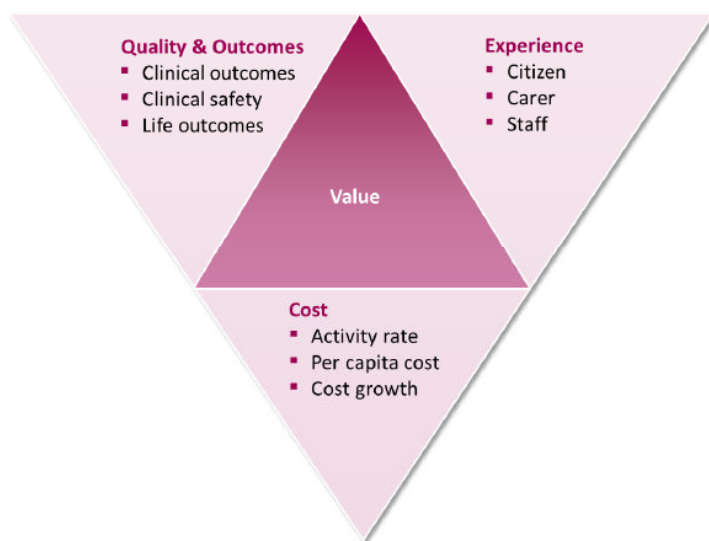 Quality & Outcomes
▪ Clinical outcomes
▪ Clinical safety
▪ Life outcomes
Experience
▪ Citizen
▪ Carer
▪ Staff
Value
Cost
▪ Activity rate
▪ Per capita cost
▪ Cost growth